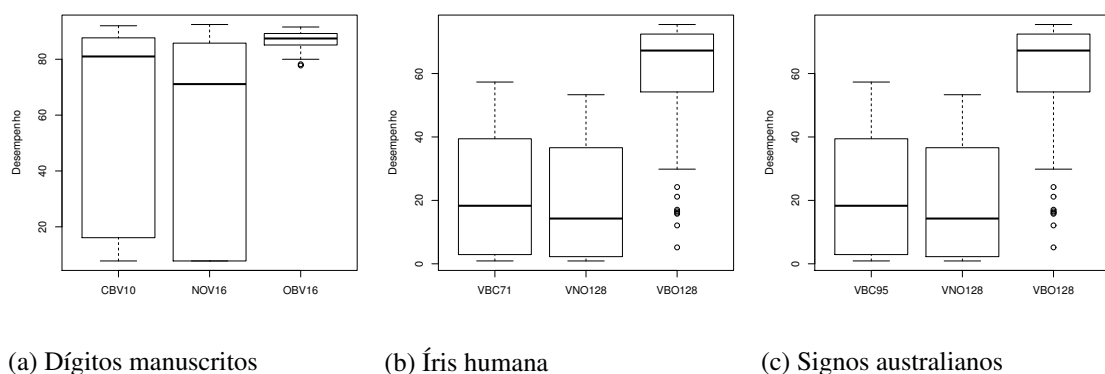 Desempenho
80
60
40
20
CBV10 NOV16 OBV16
(a) Dígitos manuscritos
Desempenho
60
40
20
0
VBC71 VNO128 VBO128
(b) Íris humana
Desempenho
60
40
20
0
VBC95 VNO128 VBO128
(c) Signos australianos